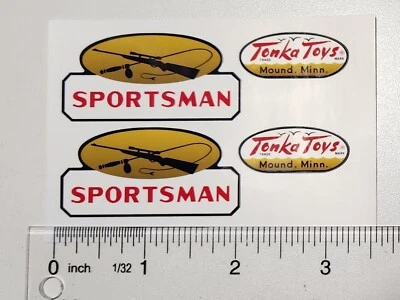 SPORTSMAN
Tonka Toys
TRADE MARK
Mound, Minn.
SPORTSMAN
Tonka Toys
TRADE MARK
Mound, Minn.
0 inch 1/32 1 2 3